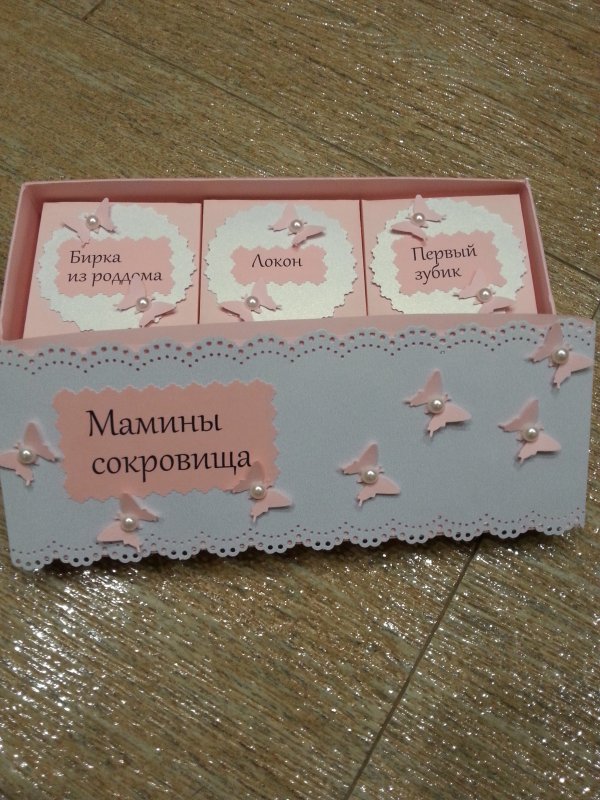 Бирка
из роддома
Локон
Первый
зубик
Мамины
сокровища